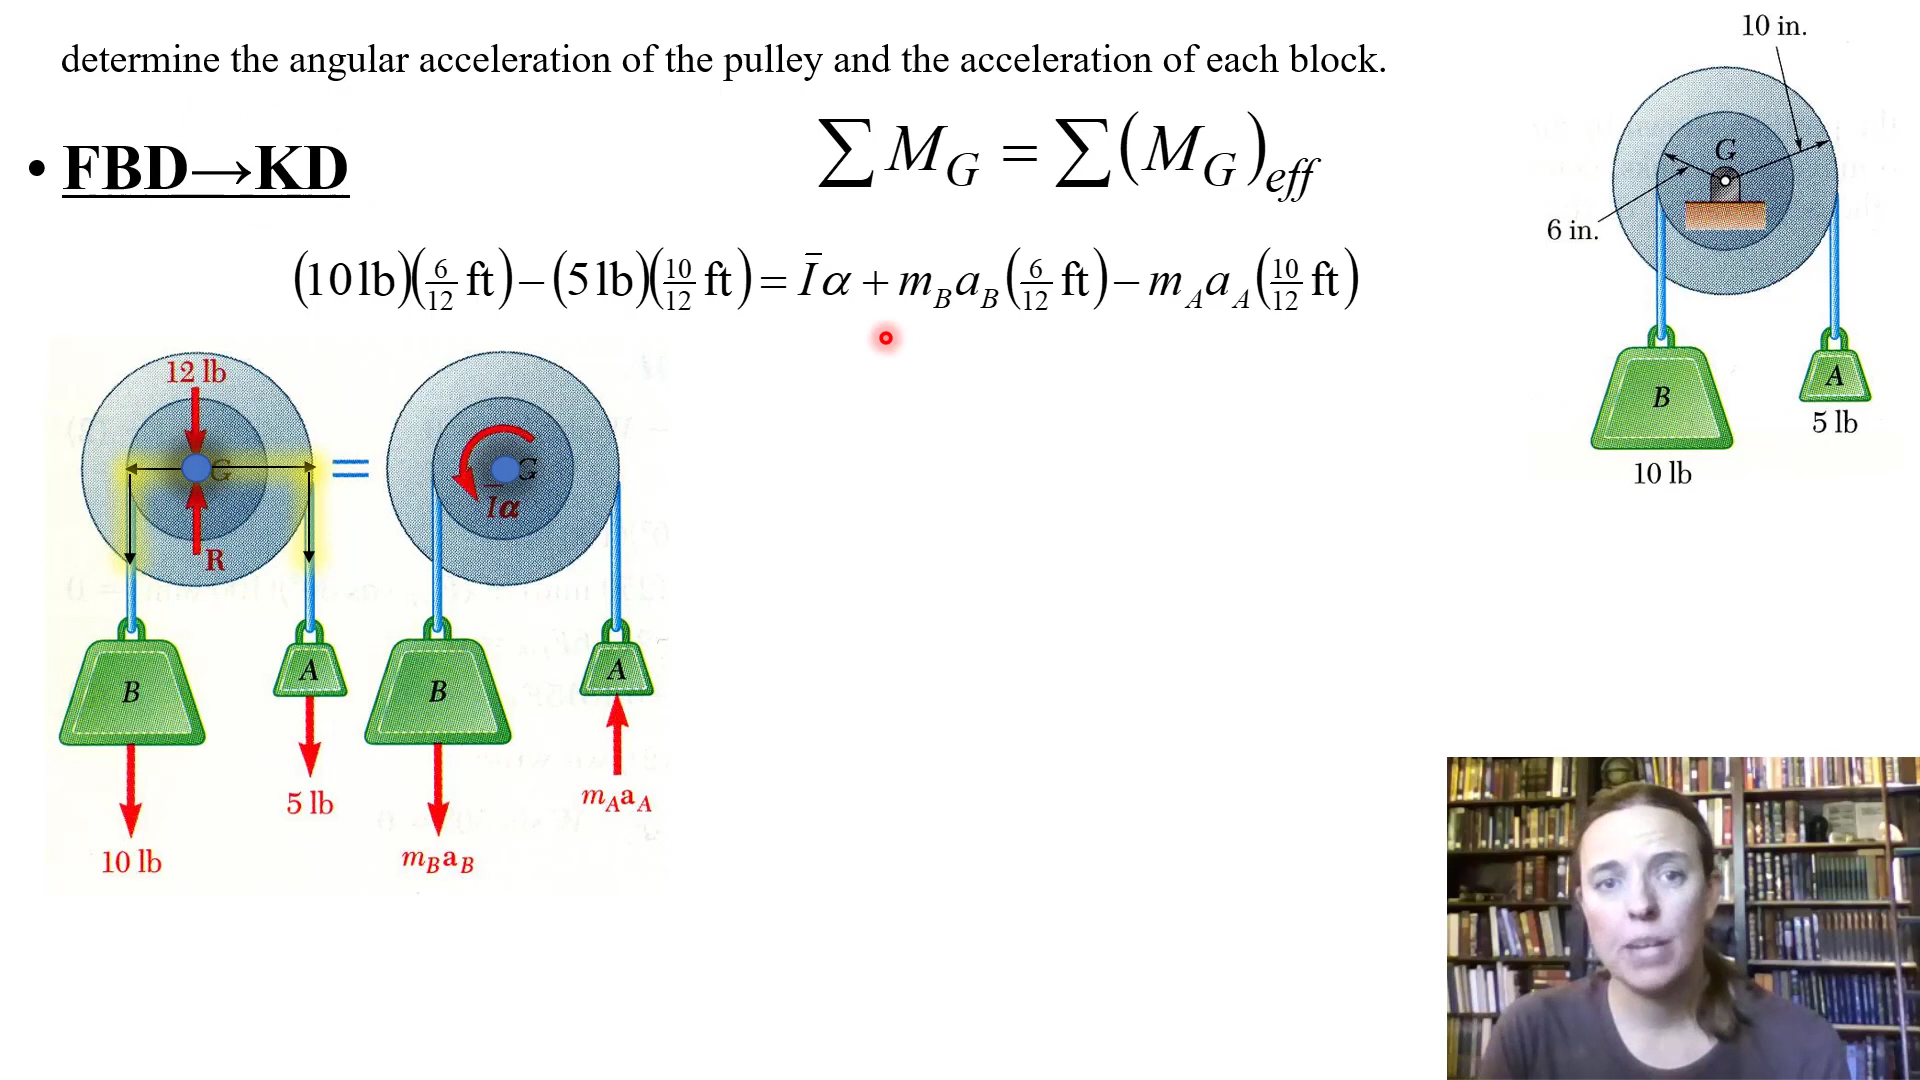 determine the angular acceleration of the pulley and the acceleration of each block.
• FBD→KD
∑ M_G = ∑ (M_G)_eff
(10 lb)(6/12 ft) − (5 lb)(10/12 ft) = Īα + m_B a_B (6/12 ft) − m_A a_A (10/12 ft)
10 in.
G
6 in.
B
A
5 lb
10 lb
12 lb
G
R
=
G
Īα
B
A
B
A
5 lb
m_A a_A
10 lb
m_B a_B